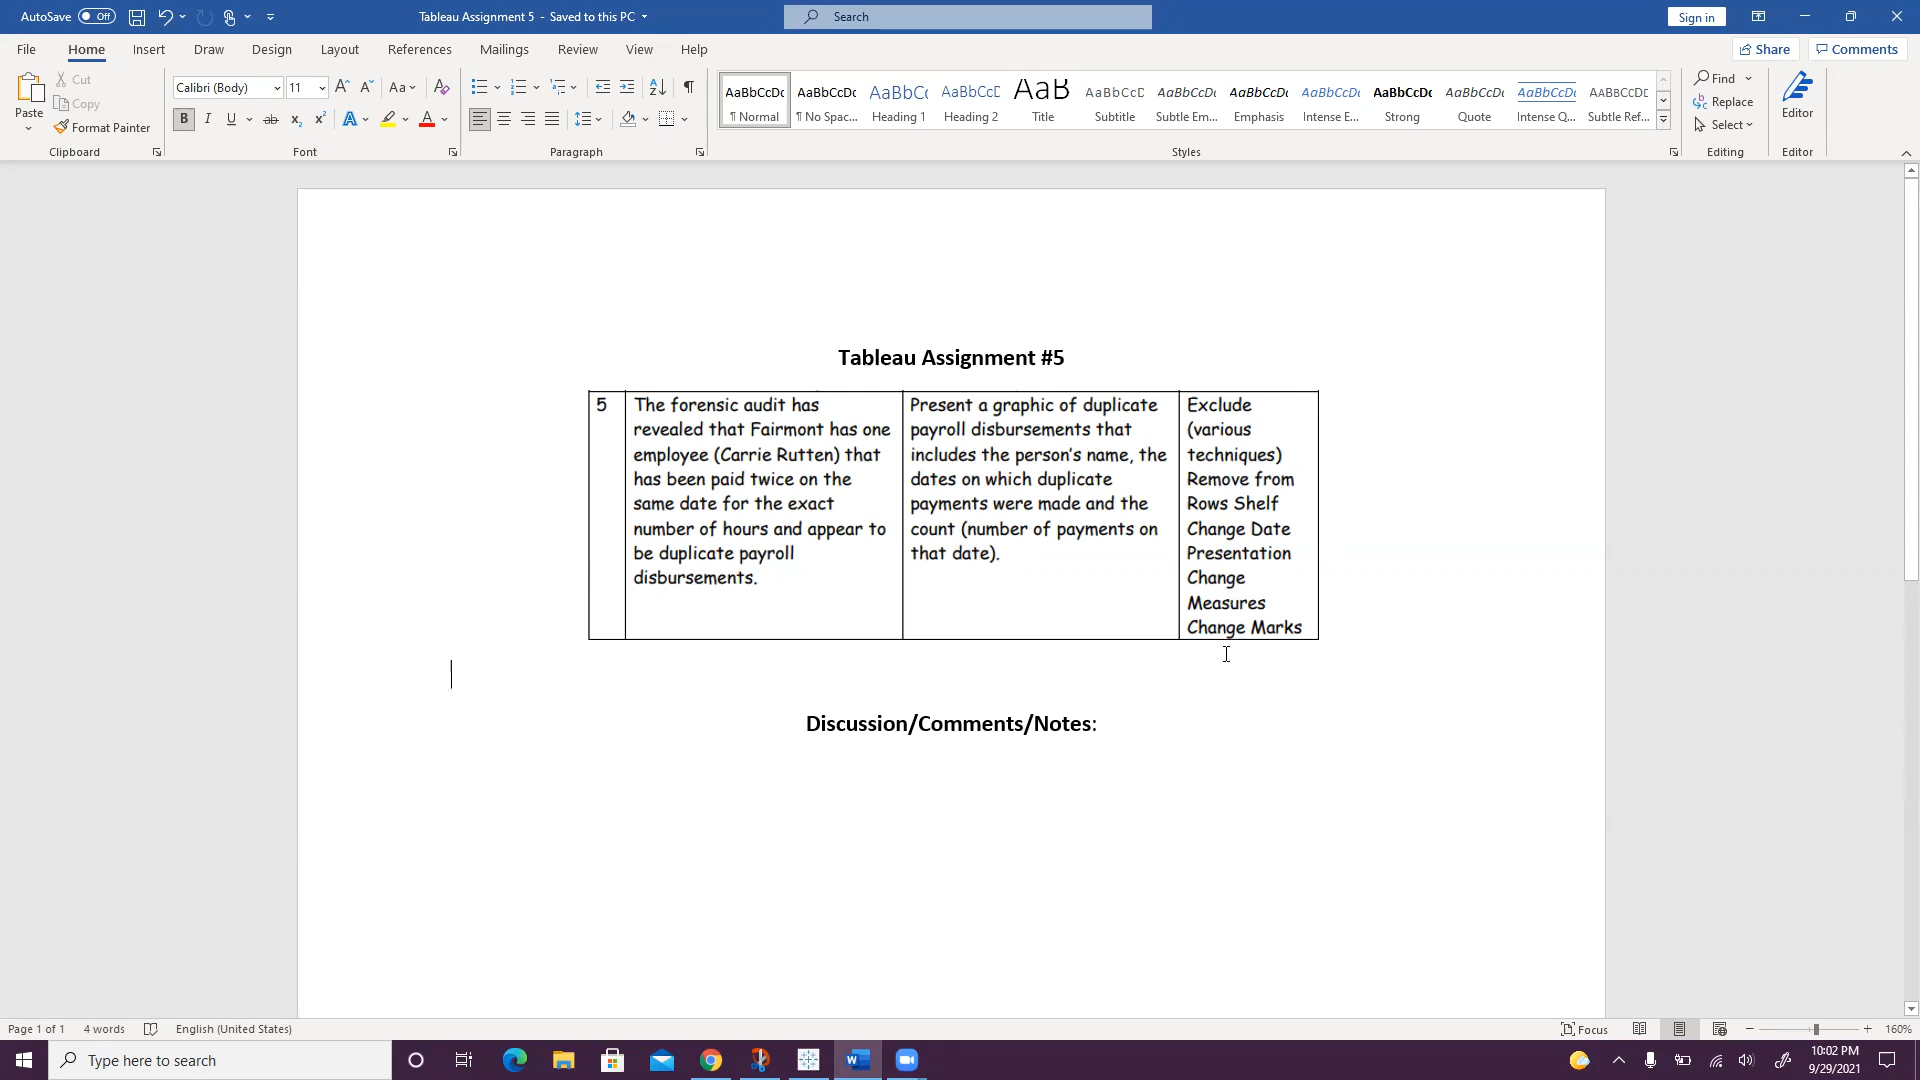 AutoSave Off Tableau Assignment 5 - Saved to this PC Search Sign in
File Home Insert Draw Design Layout References Mailings Review View Help Share Comments
Paste
Cut
Copy
Format Painter
Clipboard
Calibri (Body) 11
Font
Paragraph
AaBbCcDc AaBbCcDc AaBbCc AaBbCcC AaB AaBbCcD AaBbCcDc AaBbCcDc AaBbCcDc AaBbCcDc AaBbCcDc AaBbCcDc AABBCCDE
¶ Normal ¶ No Spac... Heading 1 Heading 2 Title Subtitle Subtle Em... Emphasis Intense E... Strong Quote Intense Q... Subtle Ref...
Styles
Find
Replace
Select
Editing
Editor
Editor
Tableau Assignment #5
5
The forensic audit has
revealed that Fairmont has one
employee (Carrie Rutten) that
has been paid twice on the
same date for the exact
number of hours and appear to
be duplicate payroll
disbursements.
Present a graphic of duplicate
payroll disbursements that
includes the person's name, the
dates on which duplicate
payments were made and the
count (number of payments on
that date).
Exclude
(various
techniques)
Remove from
Rows Shelf
Change Date
Presentation
Change
Measures
Change Marks
Discussion/Comments/Notes:
Page 1 of 1 4 words English (United States) Focus 160%
Type here to search
10:02 PM
9/29/2021